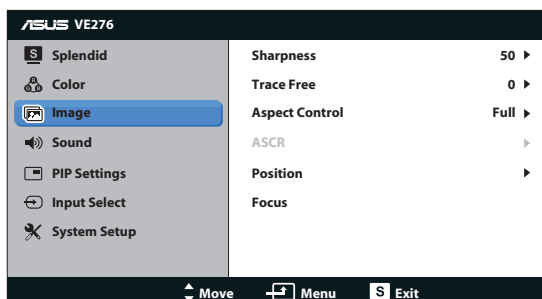 ASUS VE276
S Splendid
Color
Image
Sound
PIP Settings
Input Select
System Setup
Sharpness 50
Trace Free 0
Aspect Control Full
ASCR
Position
Focus
Move Menu S Exit